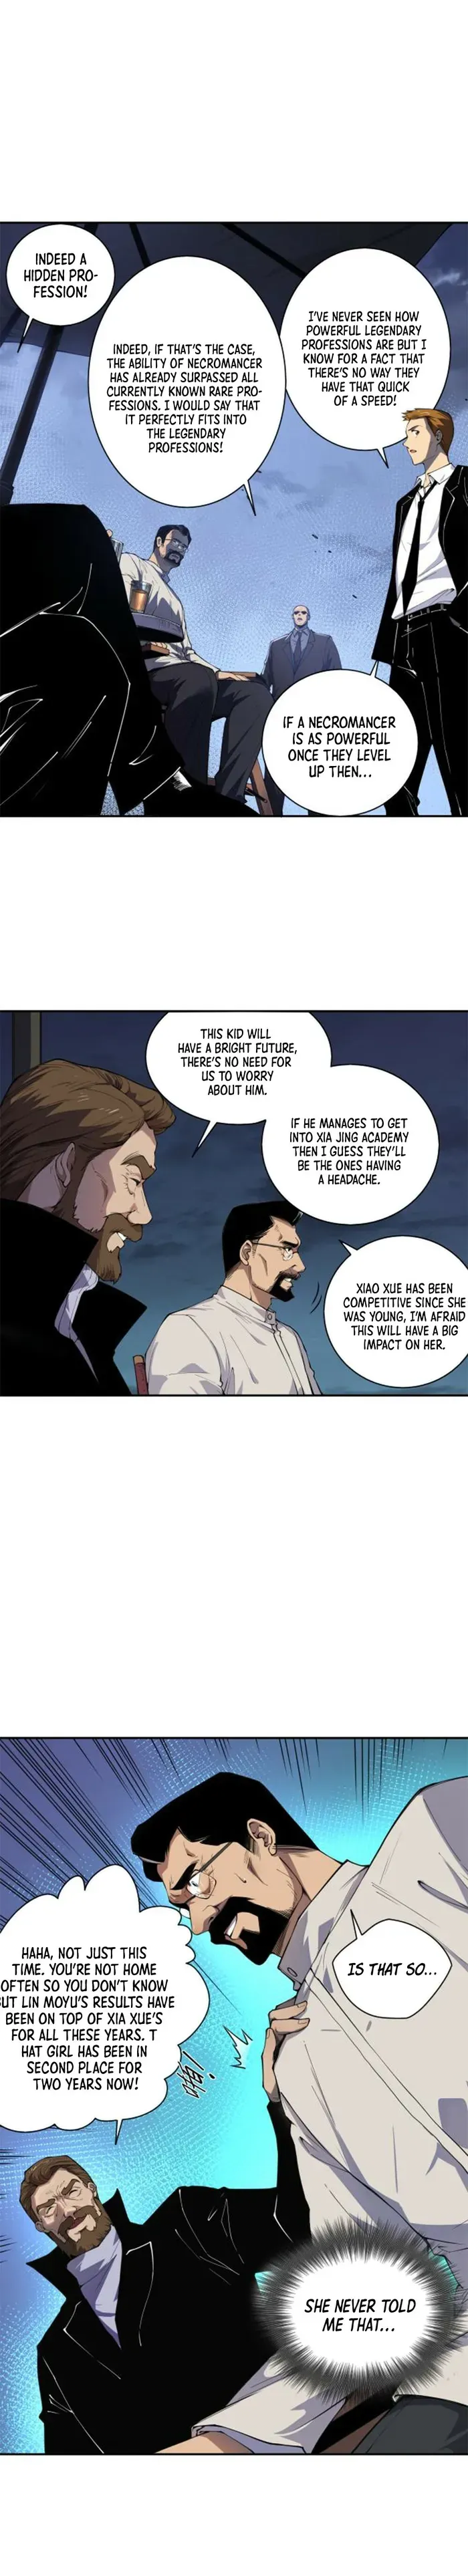 INDEED A
HIDDEN PRO-
FESSION!
INDEED, IF THAT'S THE CASE,
THE ABILITY OF NECROMANCER
HAS ALREADY SURPASSED ALL
CURRENTLY KNOWN RARE PRO-
FESSIONS. I WOULD SAY THAT
IT PERFECTLY FITS INTO
THE LEGENDARY
PROFESSIONS!
I'VE NEVER SEEN HOW
POWERFUL LEGENDARY
PROFESSIONS ARE BUT I
KNOW FOR A FACT THAT
THERE'S NO WAY THEY
HAVE THAT QUICK
OF A SPEED!
IF A NECROMANCER
IS AS POWERFUL
ONCE THEY LEVEL
UP THEN...
THIS KID WILL
HAVE A BRIGHT FUTURE,
THERE'S NO NEED FOR
US TO WORRY
ABOUT HIM.
IF HE MANAGES TO GET
INTO XIA JING ACADEMY
THEN I GUESS THEY'LL
BE THE ONES HAVING
A HEADACHE.
XIAO XUE HAS BEEN
COMPETITIVE SINCE SHE
WAS YOUNG, I'M AFRAID
THIS WILL HAVE A BIG
IMPACT ON HER.
HAHA, NOT JUST THIS
TIME. YOU'RE NOT HOME
OFTEN SO YOU DON'T KNOW
BUT LIN MOYU'S RESULTS HAVE
BEEN ON TOP OF XIA XUE'S
FOR ALL THESE YEARS. T
HAT GIRL HAS BEEN IN
SECOND PLACE FOR
TWO YEARS NOW!
IS THAT SO...
SHE NEVER TOLD
ME THAT...